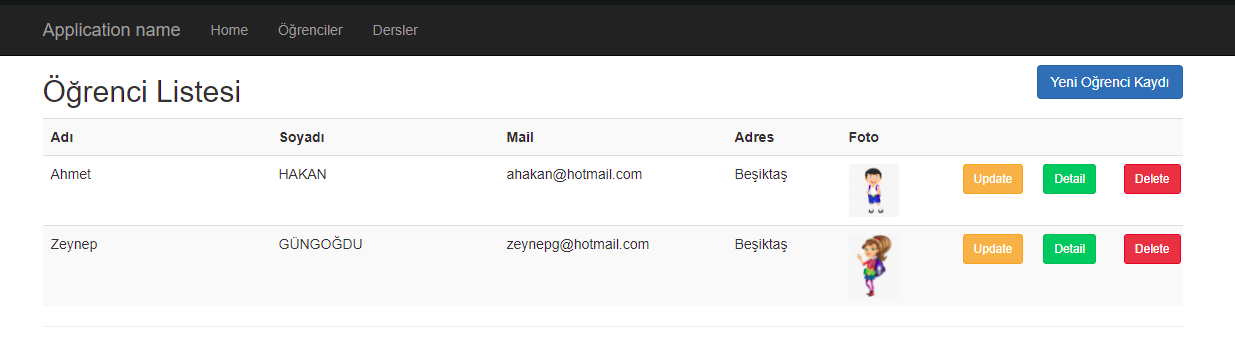 Application name Home Öğrenciler Dersler
Öğrenci Listesi
Yeni Oğrenci Kaydı
Adı Soyadı Mail Adres Foto
Ahmet HAKAN ahakan@hotmail.com Beşiktaş Update Detail Delete
Zeynep GÜNGOĞDU zeynepg@hotmail.com Beşiktaş Update Detail Delete